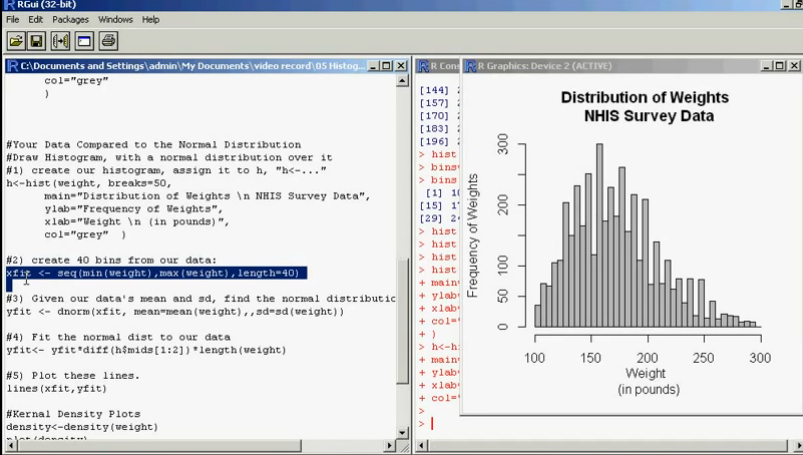 RGui (32-bit)
File Edit Packages Windows Help
C:\Documents and Settings\admin\My Documents\video record\05 Histog...
col="grey"
)
#Your Data Compared to the Normal Distribution
#Draw Histogram, with a normal distribution over it
#1) create our histogram, assign it to h, "h<-..."
h<-hist(weight, breaks=50,
main="Distribution of Weights \n NHIS Survey Data",
ylab="Frequency of Weights",
xlab="Weight \n (in pounds)",
col="grey" )
#2) create 40 bins from our data:
xfit <- seq(min(weight),max(weight),length=40)
#3) Given our data's mean and sd, find the normal distributio
yfit <- dnorm(xfit, mean=mean(weight),,sd=sd(weight))
#4) Fit the normal dist to our data
yfit<- yfit*diff(h$mids[1:2])*length(weight)
#5) Plot these lines.
lines(xfit,yfit)
#Kernal Density Plots
density<-density(weight)
plot(density)
R Cons
[144] 2
[157] 2
[170] 2
[183] 2
[196] 2
> hist
> bins
> bins
[1] 10
[15] 17
[29] 24
> hist
> hist
> hist
> hist
+ main
+ ylab
+ xlab
+ col="
+ )
> h<-h
+ main
+ ylab
+ xlab
+ col="
>
>
R Graphics: Device 2 (ACTIVE)
Distribution of Weights
NHIS Survey Data
Frequency of Weights
300
200
100
50
0
100 150 200 250 300
Weight
(in pounds)